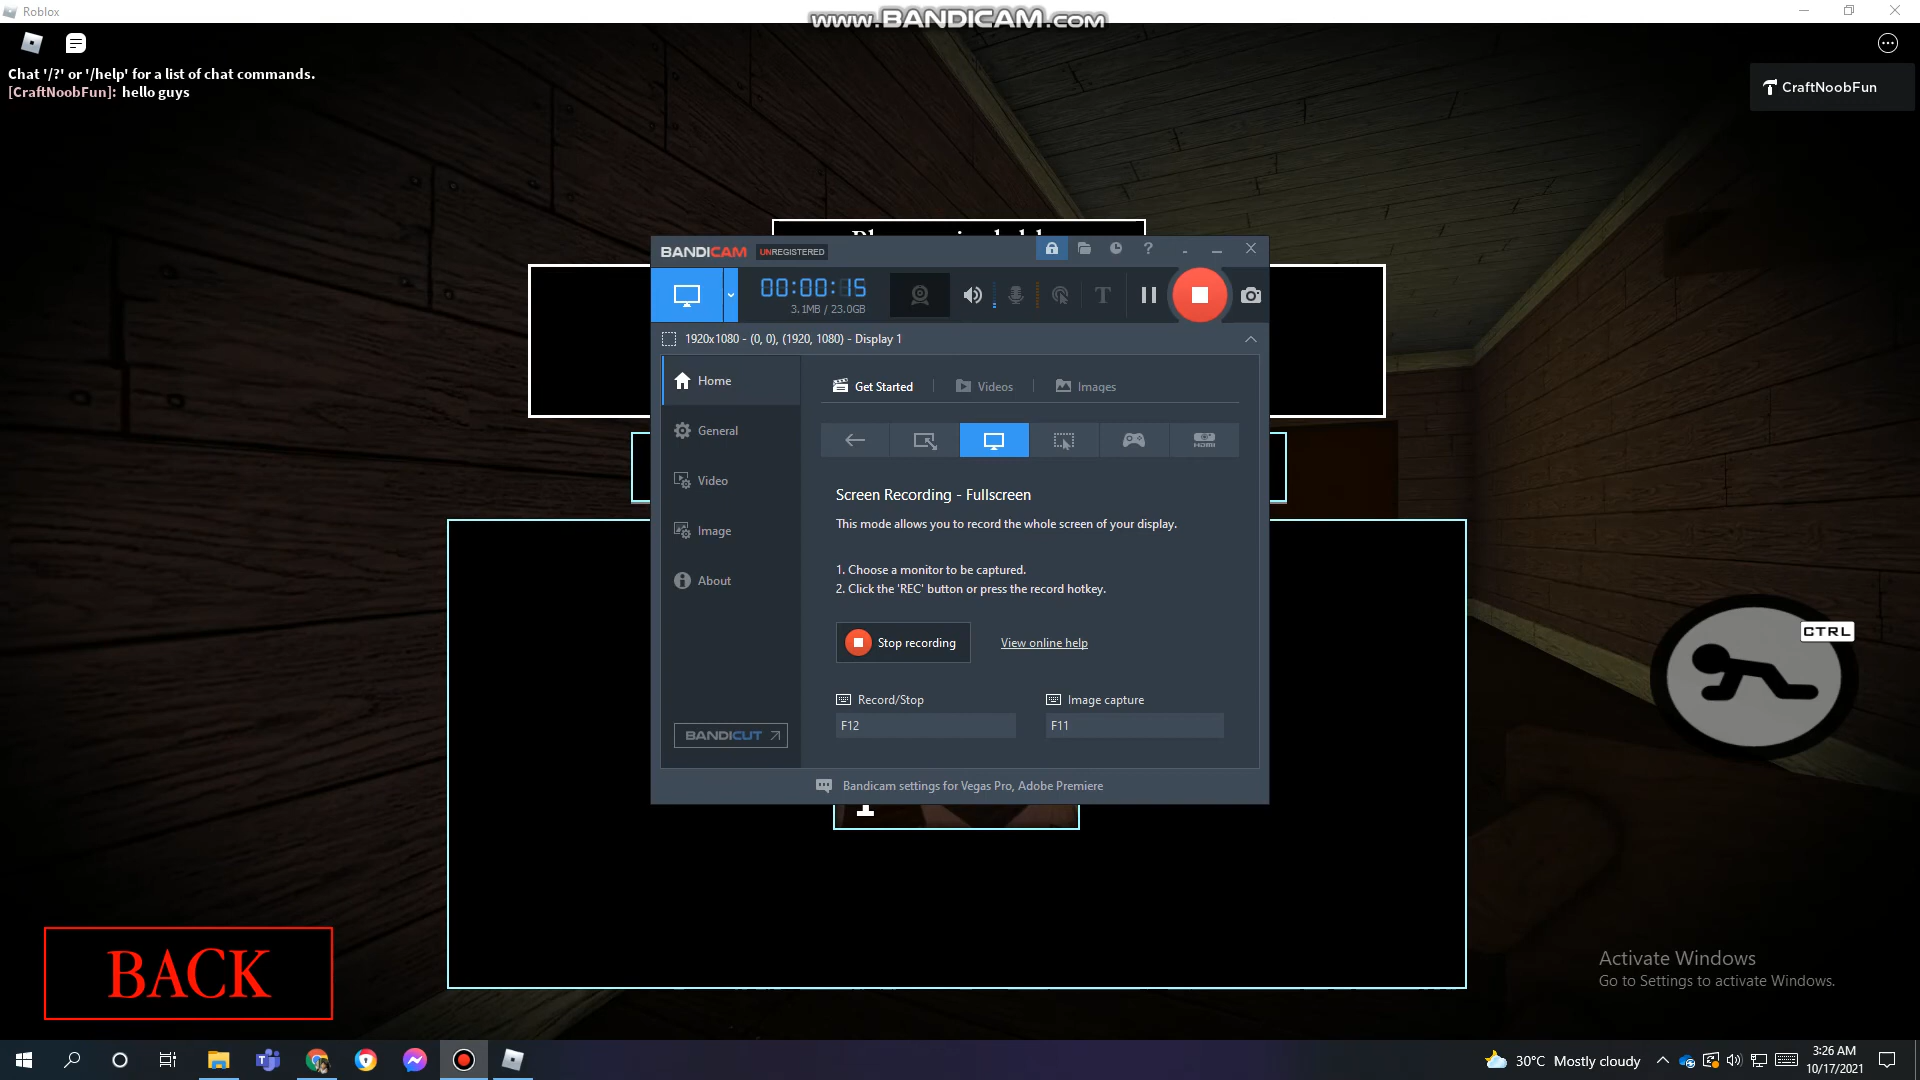 Roblox
www.BANDICAM.com
Chat '/?' or '/help' for a list of chat commands.
[CraftNoobFun]: hello guys
CraftNoobFun
BANDICAM UNREGISTERED
00:00:15
3.1MB / 23.0GB
1920x1080 - (0, 0), (1920, 1080) - Display 1
Home
General
Video
Image
About
BANDICUT
Get Started
Videos
Images
HDMI
Screen Recording - Fullscreen
This mode allows you to record the whole screen of your display.
1. Choose a monitor to be captured.
2. Click the 'REC' button or press the record hotkey.
Stop recording
View online help
Record/Stop
Image capture
F12
F11
Bandicam settings for Vegas Pro, Adobe Premiere
CTRL
BACK
Activate Windows
Go to Settings to activate Windows.
30°C Mostly cloudy
3:26 AM
10/17/2021